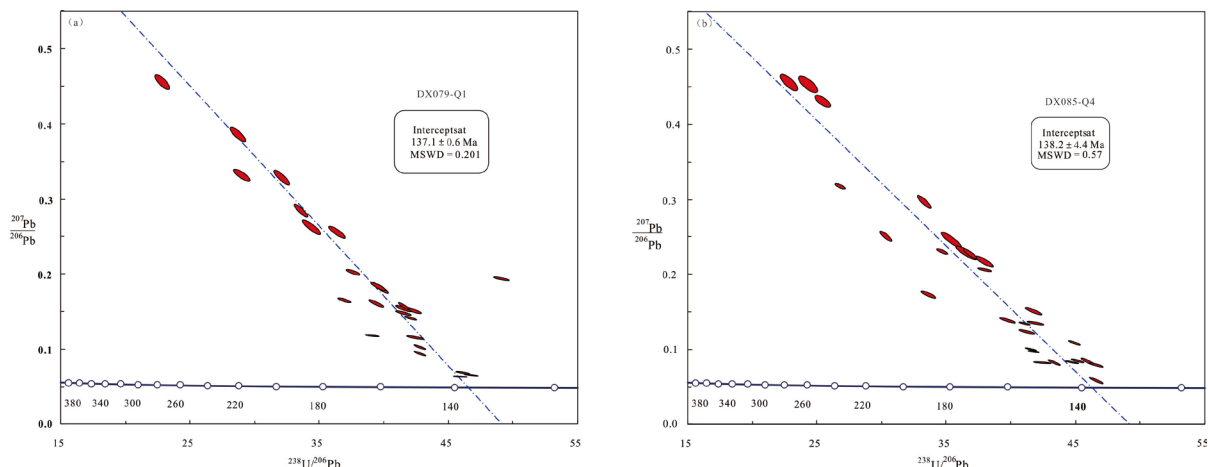 (a)
0.5
0.4
0.3
0.2
0.1
0.0
207Pb
206Pb
DX079-Q1
Interceptsat
137.1 ± 0.6 Ma
MSWD = 0.201
380 340 300 260 220 180 140
15 25 35 45 55
238U/206Pb
(b)
0.5
0.4
0.3
0.2
0.1
0.0
207Pb
206Pb
DX085-Q4
Interceptsat
138.2 ± 4.4 Ma
MSWD = 0.57
380 340 300 260 220 180 140
15 25 35 45 55
238U/206Pb